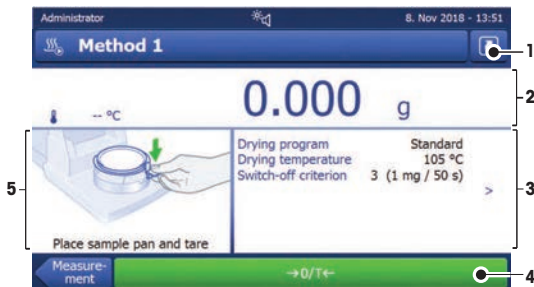 Administrator
8. Nov 2018 - 13:51
Method 1
1
-- °C
0.000 g
2
Drying program Standard
Drying temperature 105 °C
Switch-off criterion 3 (1 mg / 50 s)
>
3
5
Place sample pan and tare
Measure-
ment
→0/T←
4